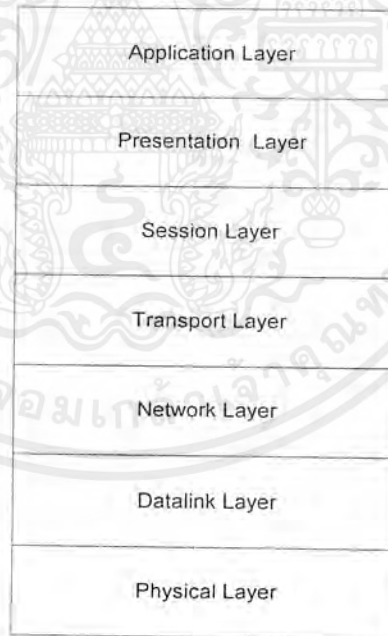 Application Layer
Presentation Layer
Session Layer
Transport Layer
Network Layer
Datalink Layer
Physical Layer